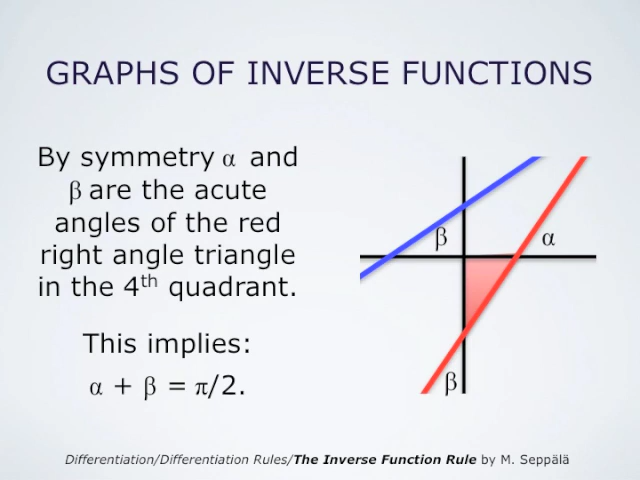 GRAPHS OF INVERSE FUNCTIONS
By symmetry α and
β are the acute
angles of the red
right angle triangle
in the 4th quadrant.
This implies:
α + β = π/2.
β
α
β
Differentiation/Differentiation Rules/The Inverse Function Rule by M. Seppälä